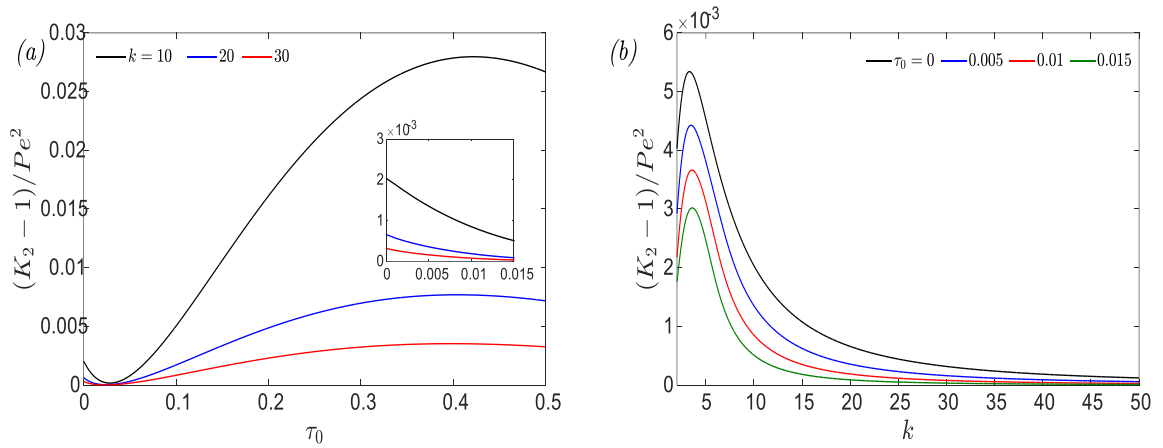 (a)
k = 10 20 30
(K₂ − 1)/Pe²
0.03
0.025
0.02
0.015
0.01
0.005
0
0 0.1 0.2 0.3 0.4 0.5
τ₀
×10⁻³
3
2
1
0
0 0.005 0.01 0.015
(b)
×10⁻³
τ₀ = 0 0.005 0.01 0.015
(K₂ − 1)/Pe²
6
5
4
3
2
1
0
5 10 15 20 25 30 35 40 45 50
k